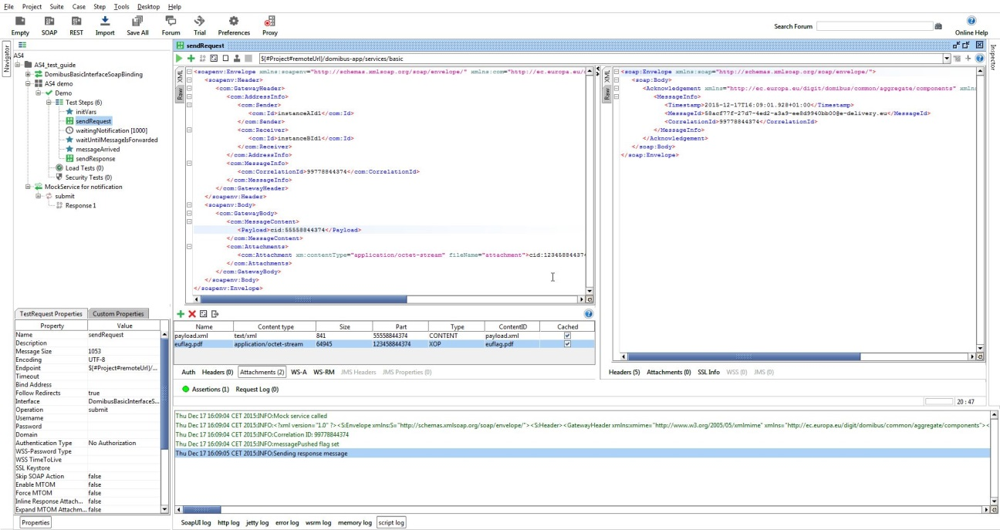 File Project Suite Case Step Tools Desktop Help
Empty SOAP REST Import Save All Forum Trial Preferences Proxy
Search Forum
Online Help
Navigator
AS4
AS4_test_guide
DomibusBasicInterfaceSoapBinding
AS4 demo
Demo
Test Steps (6)
initVars
sendRequest
waitingNotification [1000]
waitUntilMessageIsForwarded
messageArrived
sendResponse
Load Tests (0)
Security Tests (0)
MockService for notification
submit
Response 1
sendRequest
${#Project#remoteUrl}/domibus-app/services/basic
XML
Raw
<soapenv:Envelope xmlns:soapenv="http://schemas.xmlsoap.org/soap/envelope/" xmlns:com="http://ec.europa.eu/
<soapenv:Header>
<com:GatewayHeader>
<com:AddressInfo>
<com:Sender>
<com:Id>instanceAId1</com:Id>
</com:Sender>
<com:Receiver>
<com:Id>instanceBId1</com:Id>
</com:Receiver>
</com:AddressInfo>
<com:MessageInfo>
<com:CorrelationId>99778844374</com:CorrelationId>
</com:MessageInfo>
</com:GatewayHeader>
</soapenv:Header>
<soapenv:Body>
<com:GatewayBody>
<com:MessageContent>
<Payload>cid:55558844374</Payload>
</com:MessageContent>
<com:Attachments>
<com:Attachment xm:contentType="application/octet-stream" fileName="attachment">cid:123458844374
</com:Attachments>
</com:GatewayBody>
</soapenv:Body>
</soapenv:Envelope>
XML
Raw
<soap:Envelope xmlns:soap="http://schemas.xmlsoap.org/soap/envelope/">
<soap:Body>
<Acknowledgement xmlns="http://ec.europa.eu/digit/domibus/common/aggregate/components" xmlns
<MessageInfo>
<Timestamp>2015-12-17T16:09:01.928+01:00</Timestamp>
<MessageId>58acf77f-27d7-4ed2-a3a9-ee8d9940bb00@e-delivery.eu</MessageId>
<CorrelationId>99778844374</CorrelationId>
</MessageInfo>
</Acknowledgement>
</soap:Body>
</soap:Envelope>
Inspector
Name Content type Size Part Type ContentID Cached
payload.xml text/xml 841 55558844374 CONTENT payload.xml
euflag.pdf application/octet-stream 64945 123458844374 XOP euflag.pdf
Auth Headers (0) Attachments (2) WS-A WS-RM JMS Headers JMS Properties (0)
Headers (5) Attachments (0) SSL Info WSS (0) JMS (0)
Assertions (1) Request Log (0)
20 : 47
TestRequest Properties Custom Properties
Property Value
Name sendRequest
Description
Message Size 1053
Encoding UTF-8
Endpoint ${#Project#remoteUrl}/...
Timeout
Bind Address
Follow Redirects true
Interface DomibusBasicInterfaceS...
Operation submit
Username
Password
Domain
Authentication Type No Authorization
WSS-Password Type
WSS TimeToLive
SSL Keystore
Skip SOAP Action false
Enable MTOM false
Force MTOM false
Inline Response Attach... false
Expand MTOM Attachm... false
Properties
Thu Dec 17 16:09:04 CET 2015:INFO:Mock service called
Thu Dec 17 16:09:04 CET 2015:INFO:<?xml version="1.0" ?><S:Envelope xmlns:S="http://schemas.xmlsoap.org/soap/envelope/"><S:Header><GatewayHeader xmlns:xmime="http://www.w3.org/2005/05/xmlmime" xmlns="http://ec.europa.eu/digit/domibus/common/aggregate/components"><
Thu Dec 17 16:09:04 CET 2015:INFO:Correlation ID: 99778844374
Thu Dec 17 16:09:04 CET 2015:INFO:messagePushed flag set
Thu Dec 17 16:09:05 CET 2015:INFO:Sending response message
SoapUI log http log jetty log error log wsrm log memory log script log